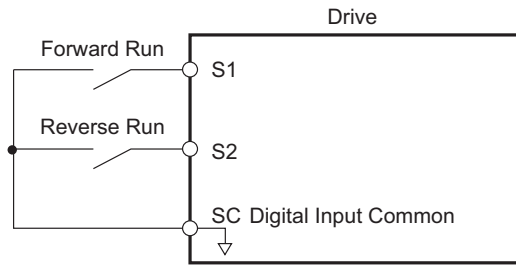 Drive
Forward Run
S1
Reverse Run
S2
SC Digital Input Common